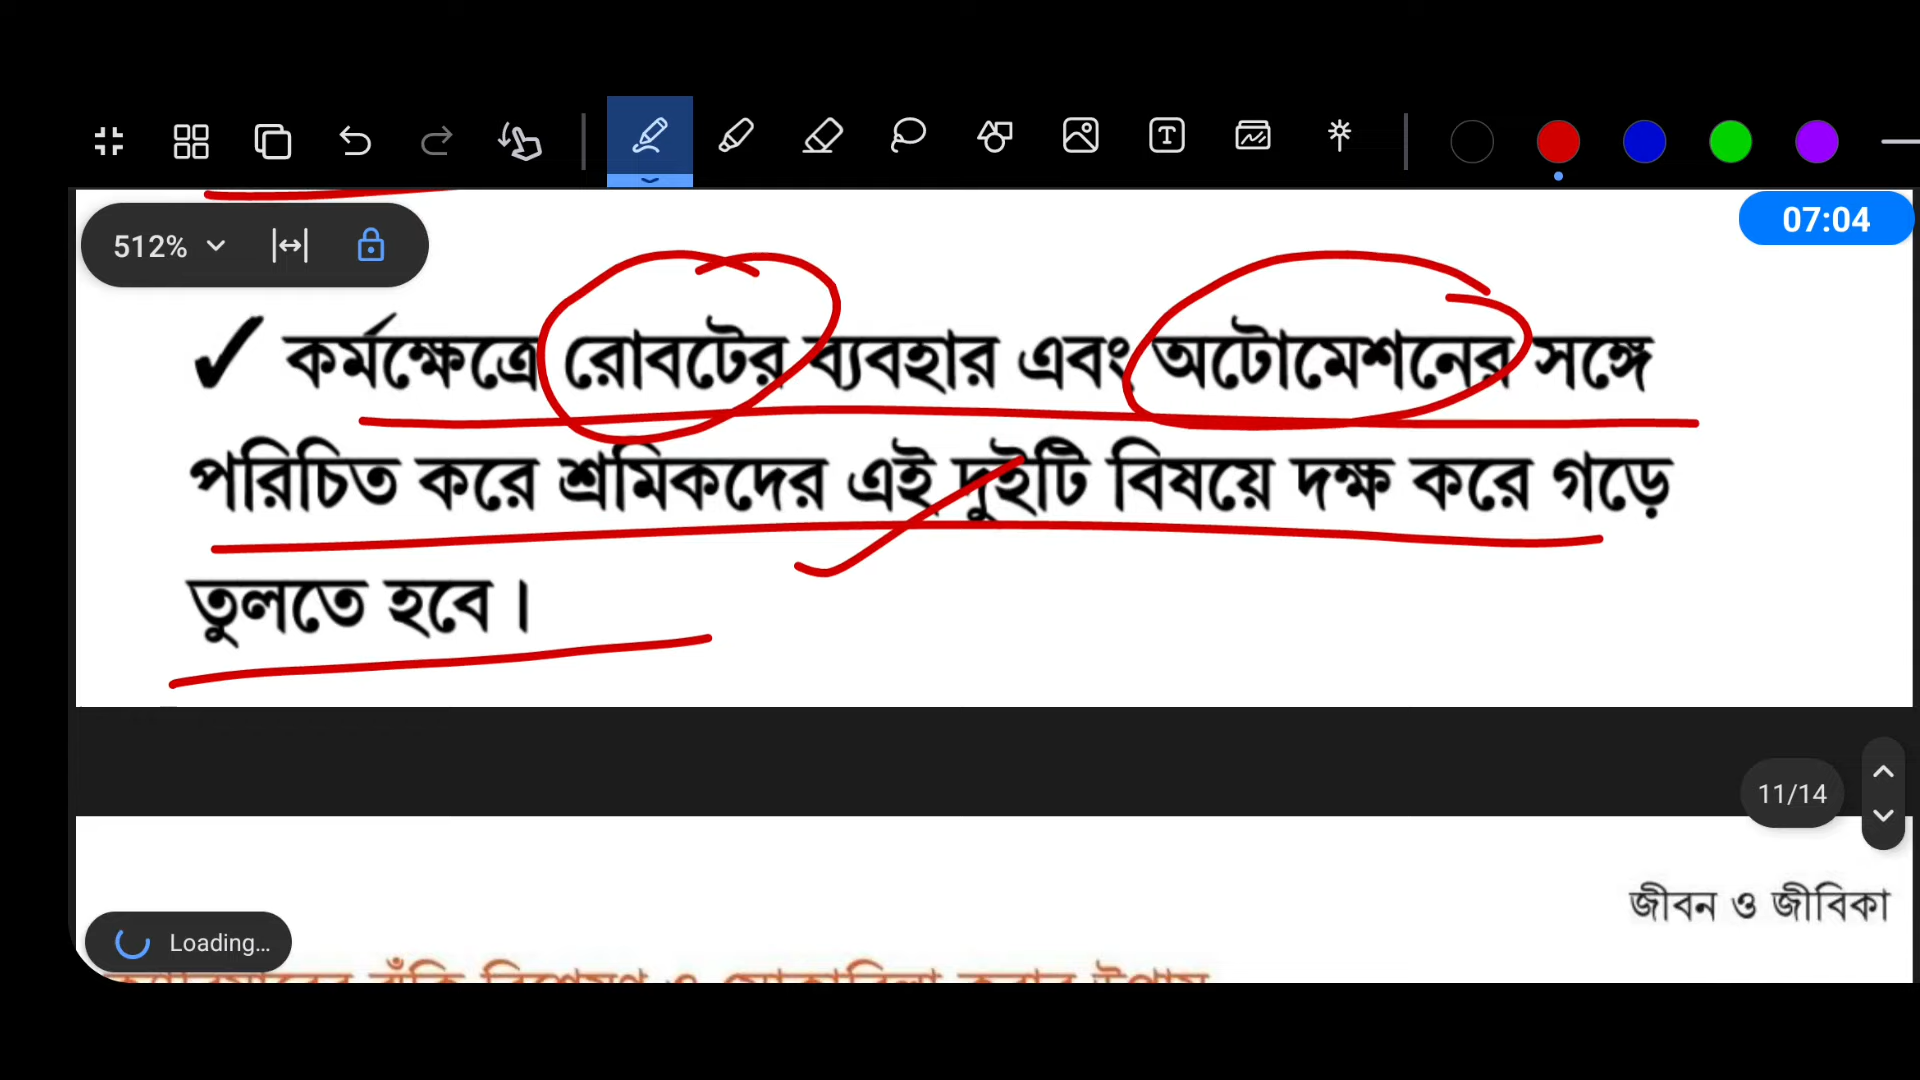 512%
07:04
✔ কর্মক্ষেত্রে রোবটের ব্যবহার এবং অটোমেশনের সঙ্গে
পরিচিত করে শ্রমিকদের এই দুইটি বিষয়ে দক্ষ করে গড়ে
তুলতে হবে।
11/14
জীবন ও জীবিকা
Loading...